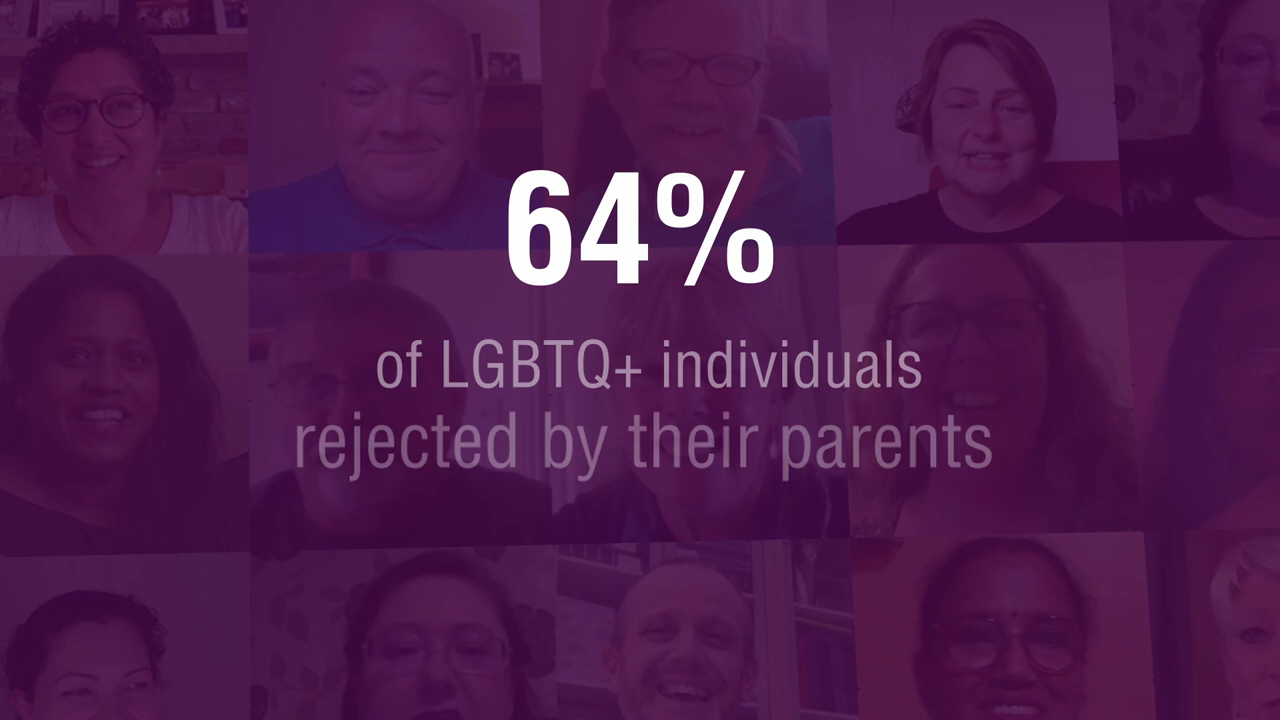 64%
of LGBTQ+ individuals
rejected by their parents